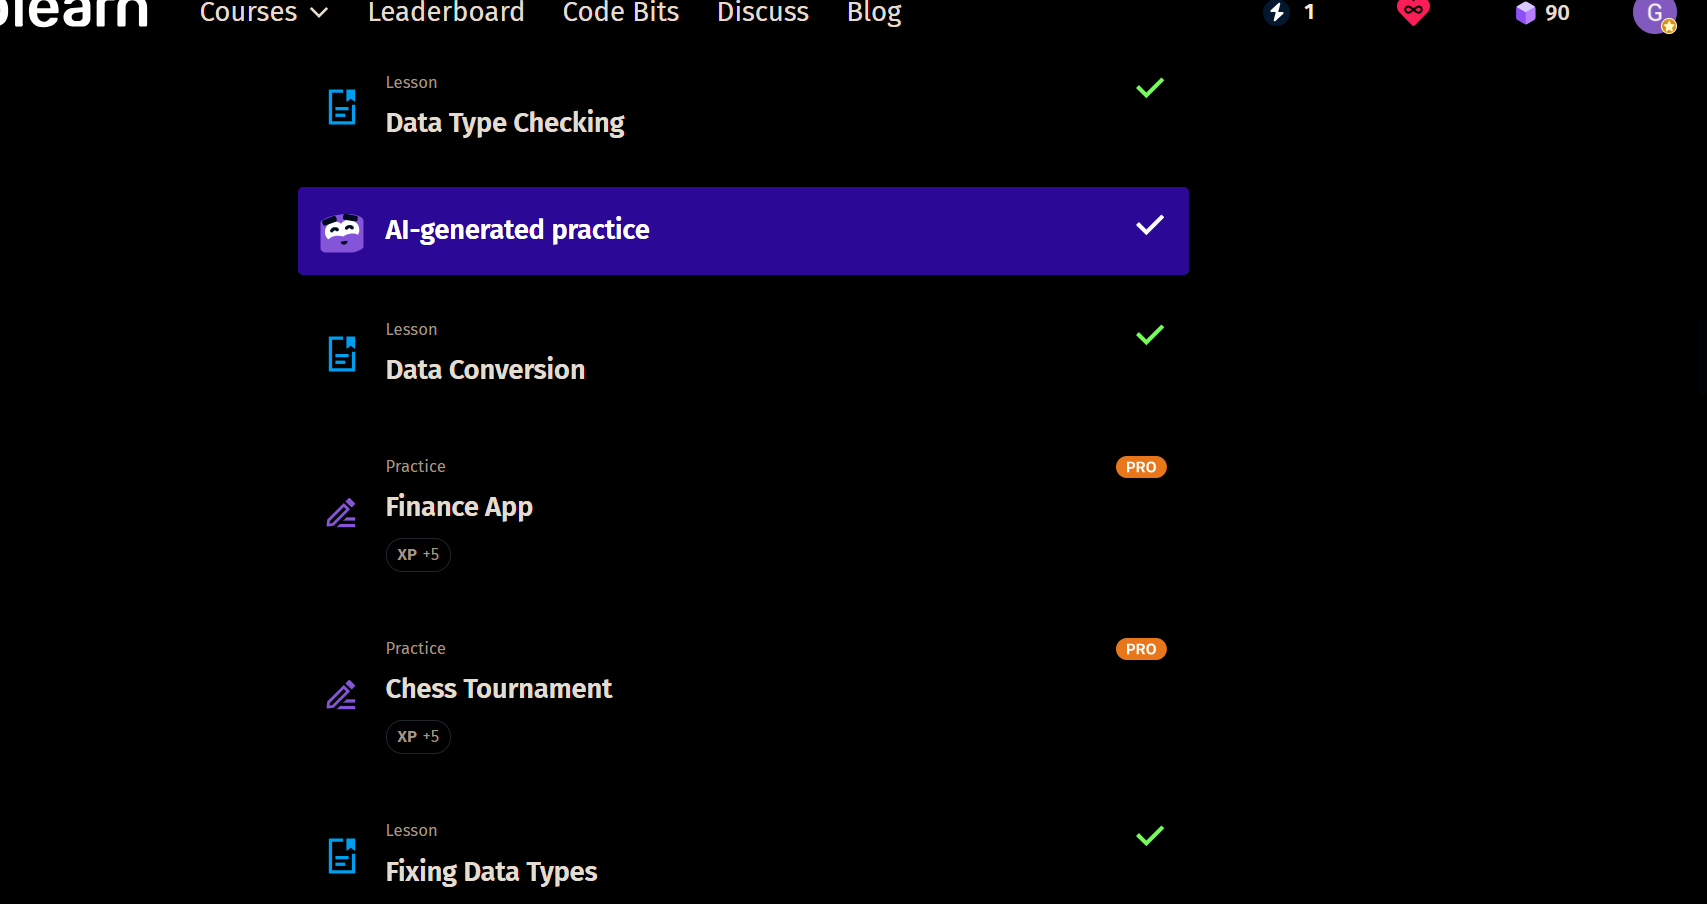 Courses Leaderboard Code Bits Discuss Blog 1 90 G
Lesson
Data Type Checking
AI-generated practice
Lesson
Data Conversion
Practice
PRO
Finance App
XP +5
Practice
PRO
Chess Tournament
XP +5
Lesson
Fixing Data Types